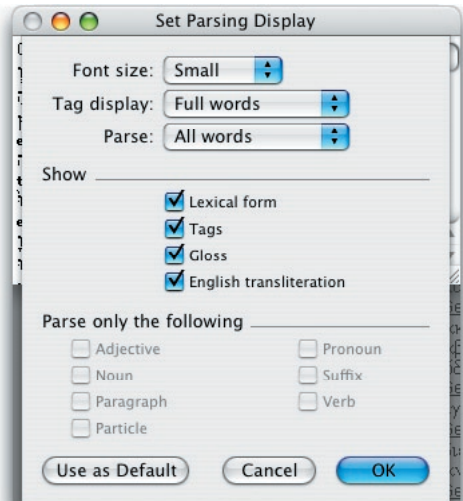 Set Parsing Display
Font size: Small
Tag display: Full words
Parse: All words
Show
Lexical form
Tags
Gloss
English transliteration
Parse only the following
Adjective Pronoun
Noun Suffix
Paragraph Verb
Particle
Use as Default Cancel OK